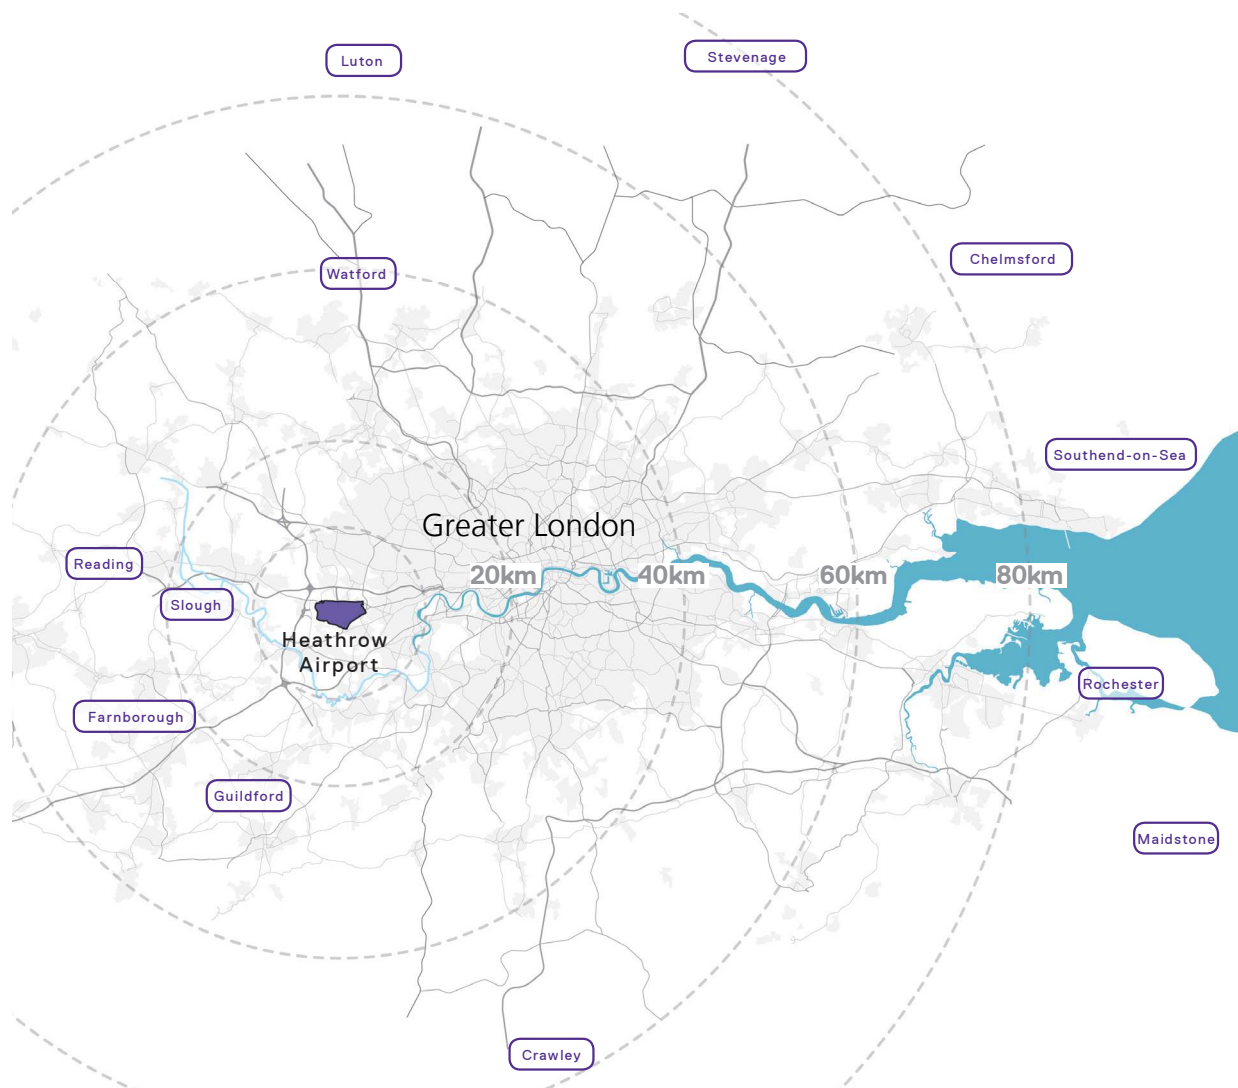 Stevenage
Luton
Chelmsford
Watford
Southend-on-Sea
Greater London
Reading
20km
40km
60km
80km
Slough
Heathrow
Airport
Rochester
Farnborough
Guildford
Maidstone
Crawley